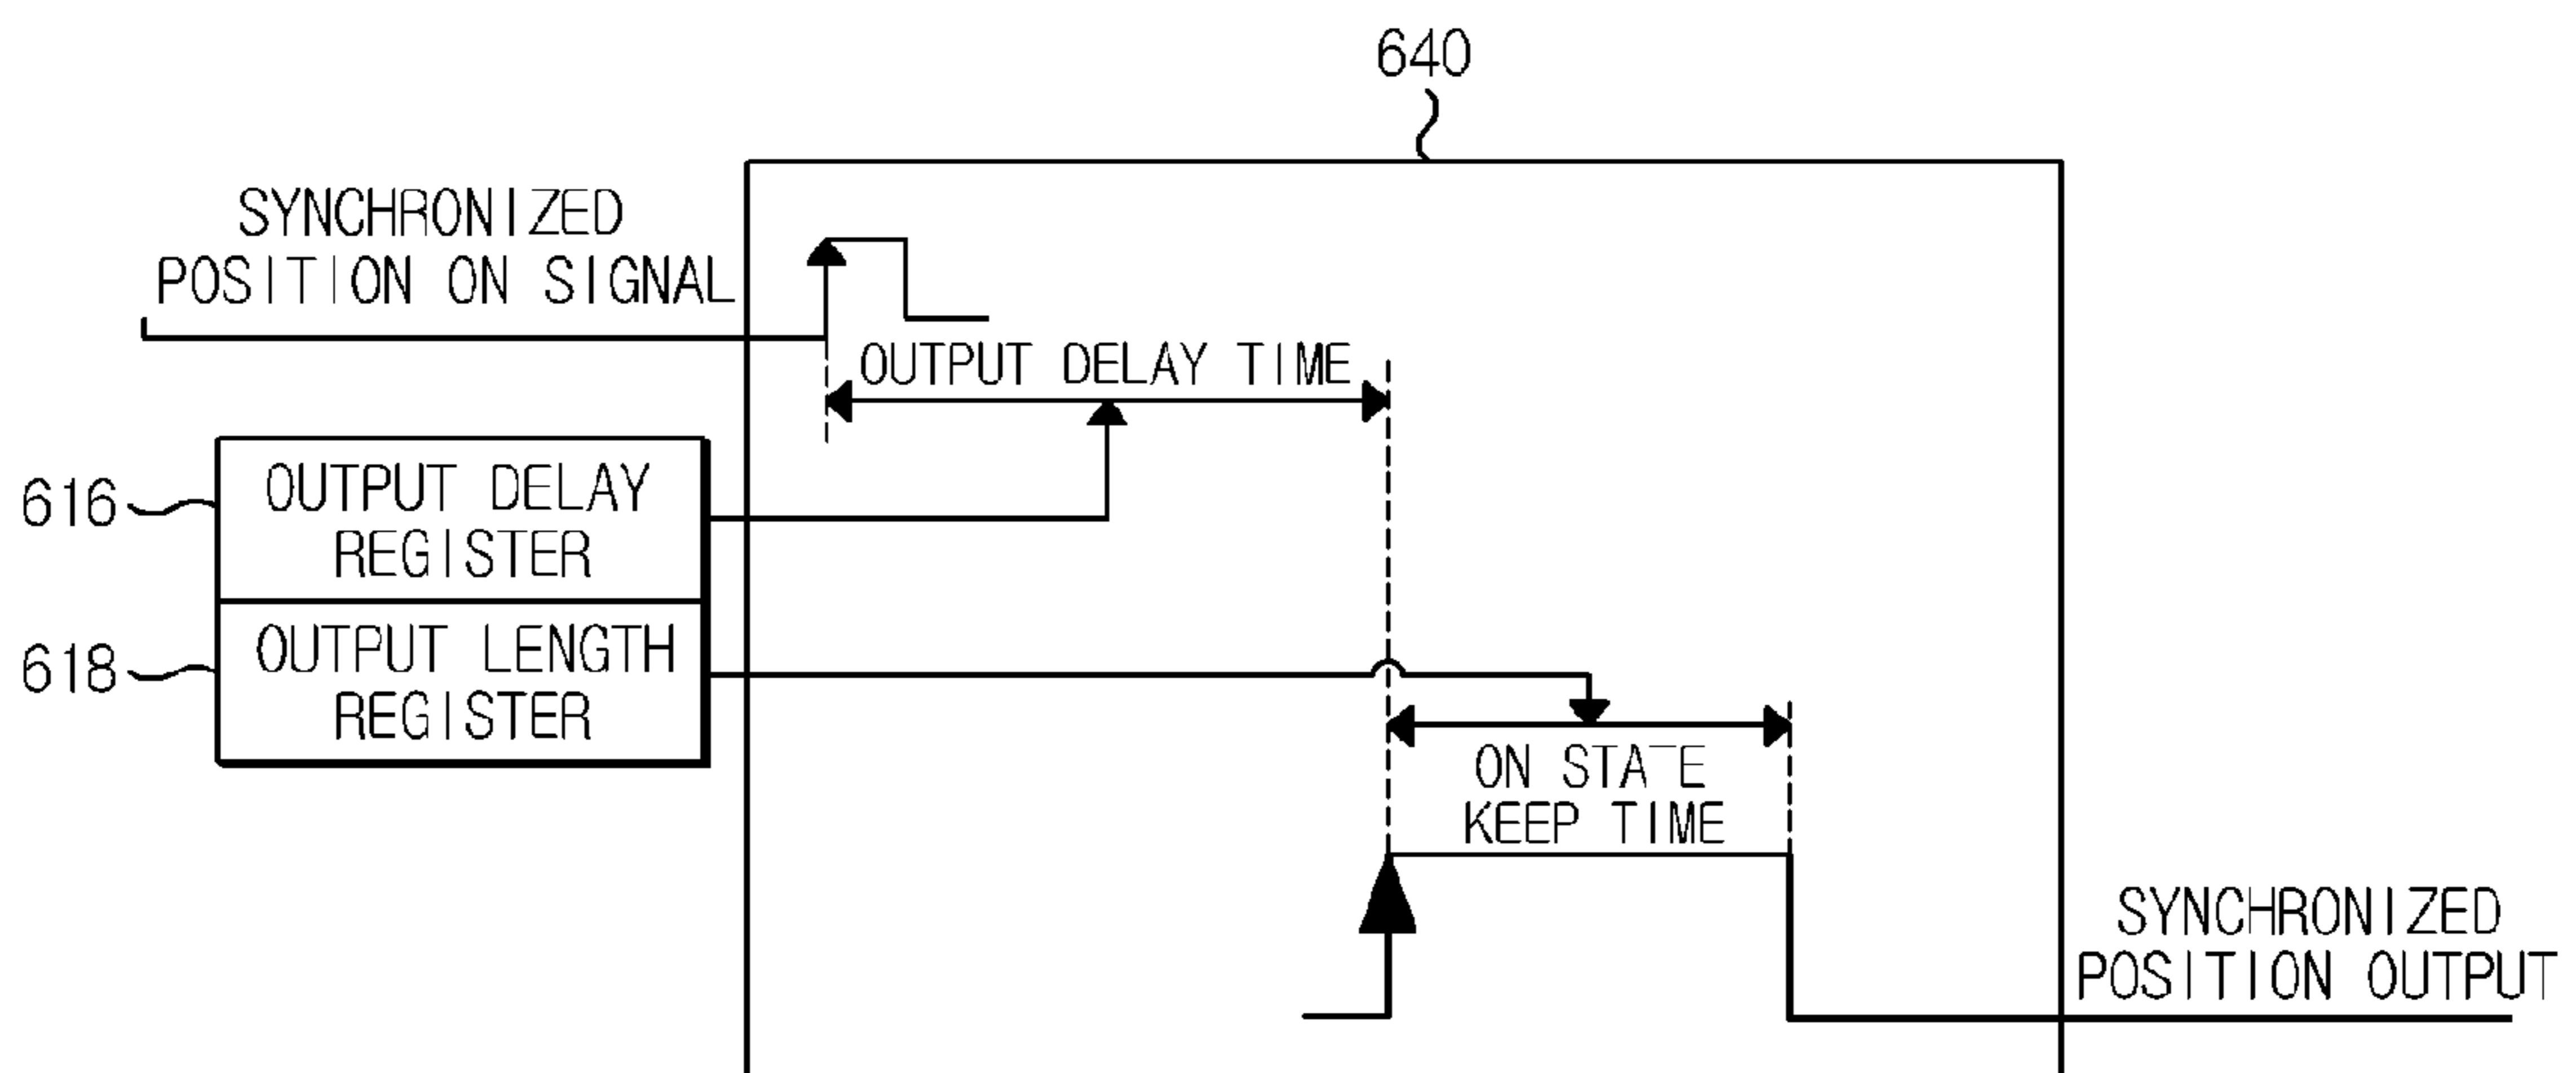 640
SYNCHRONIZED
POSITION ON SIGNAL
OUTPUT DELAY TIME
616
OUTPUT DELAY
REGISTER
618
OUTPUT LENGTH
REGISTER
ON STATE
KEEP TIME
SYNCHRONIZED
POSITION OUTPUT